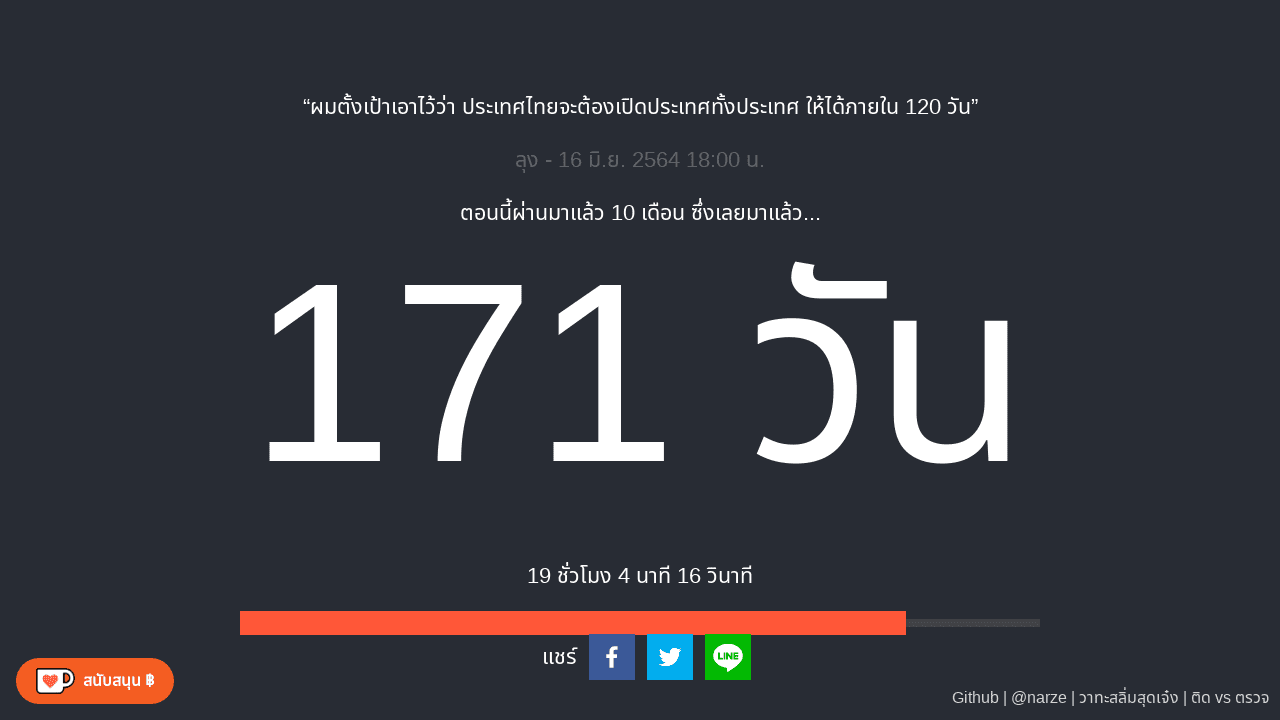 “ผมตั้งเป้าเอาไว้ว่า ประเทศไทยจะต้องเปิดประเทศทั้งประเทศ ให้ได้ภายใน 120 วัน”
ลุง - 16 มิ.ย. 2564 18:00 น.
ตอนนี้ผ่านมาแล้ว 10 เดือน ซึ่งเลยมาแล้ว...
171 วัน
19 ชั่วโมง 4 นาที 16 วินาที
แชร์
LINE
สนับสนุน ฿
Github | @narze | วาทะสลิ่มสุดเจ๋ง | ติด vs ตรวจ